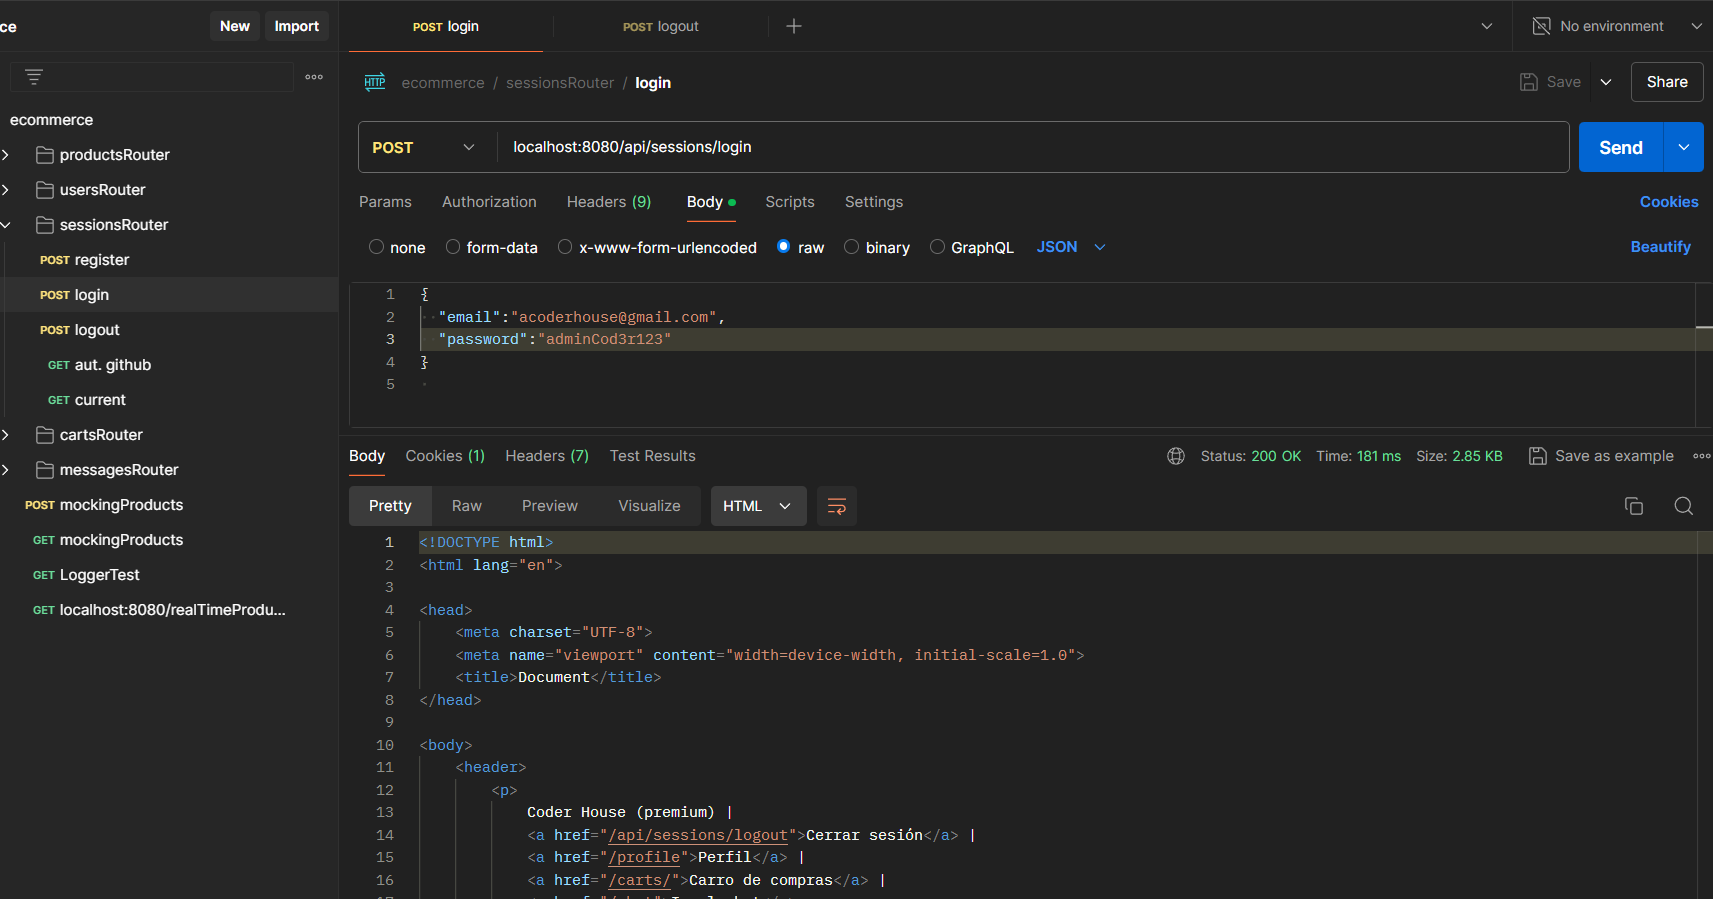 ce New Import
POST login POST logout No environment
ecommerce / sessionsRouter / login Save Share
ecommerce
productsRouter
usersRouter
sessionsRouter
POST register
POST login
POST logout
GET aut. github
GET current
cartsRouter
messagesRouter
POST mockingProducts
GET mockingProducts
GET LoggerTest
GET localhost:8080/realTimeProdu...
HTTP
POST localhost:8080/api/sessions/login Send
Params Authorization Headers (9) Body Scripts Settings Cookies
none form-data x-www-form-urlencoded raw binary GraphQL JSON Beautify
1 {
2 "email":"acoderhouse@gmail.com",
3 "password":"adminCod3r123"
4 }
5
Body Cookies (1) Headers (7) Test Results Status: 200 OK Time: 181 ms Size: 2.85 KB Save as example
Pretty Raw Preview Visualize HTML
1 <!DOCTYPE html>
2 <html lang="en">
3
4 <head>
5 <meta charset="UTF-8">
6 <meta name="viewport" content="width=device-width, initial-scale=1.0">
7 <title>Document</title>
8 </head>
9
10 <body>
11 <header>
12 <p>
13 Coder House (premium) |
14 <a href="/api/sessions/logout">Cerrar sesión</a> |
15 <a href="/profile">Perfil</a> |
16 <a href="/carts/">Carro de compras</a> |